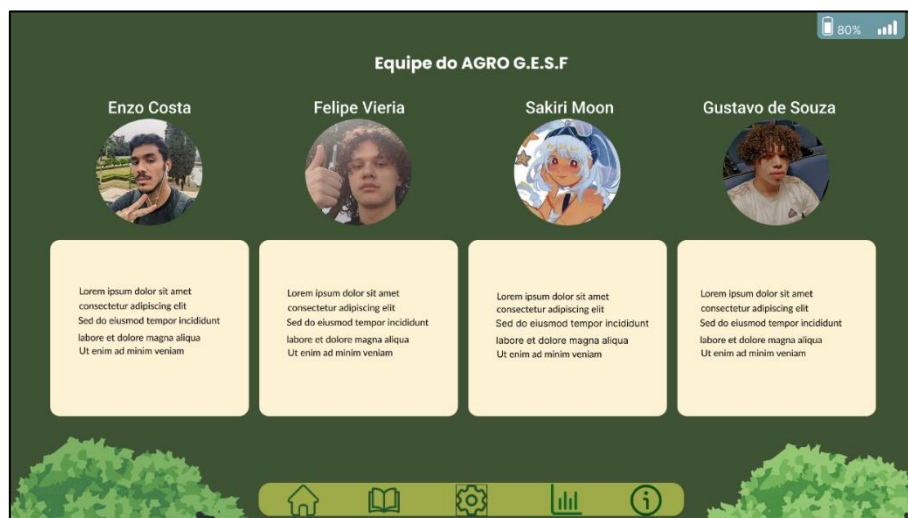 80%
Equipe do AGRO G.E.S.F
Enzo Costa
Felipe Vieria
Sakiri Moon
Gustavo de Souza
Lorem ipsum dolor sit amet
consectetur adipiscing elit
Sed do eiusmod tempor incididunt
labore et dolore magna aliqua
Ut enim ad minim veniam
Lorem ipsum dolor sit amet
consectetur adipiscing elit
Sed do eiusmod tempor incididunt
labore et dolore magna aliqua
Ut enim ad minim veniam
Lorem ipsum dolor sit amet
consectetur adipiscing elit
Sed do eiusmod tempor incididunt
labore et dolore magna aliqua
Ut enim ad minim veniam
Lorem ipsum dolor sit amet
consectetur adipiscing elit
Sed do eiusmod tempor incididunt
labore et dolore magna aliqua
Ut enim ad minim veniam